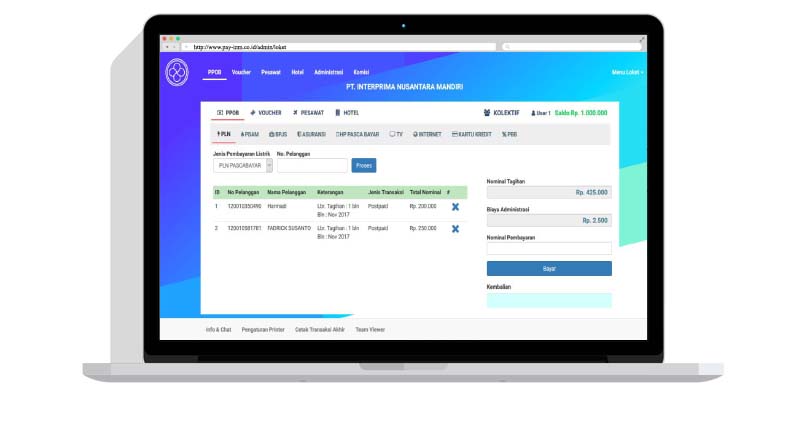 http://www.pay-inm.co.id/admin/loket
PPOB Voucher Pesawat Hotel Administrasi Komisi
Menu Loket
PT. INTERPRIMA NUSANTARA MANDIRI
PPOB VOUCHER PESAWAT HOTEL
KOLEKTIF User 1 Saldo Rp. 1.000.000
PLN PDAM BPJS ASURANSI HP PASCA BAYAR TV INTERNET KARTU KREDIT PBB
Jenis Pembayaran Listrik No. Pelanggan
PLN PASCABAYAR Proses
ID No Pelanggan Nama Pelanggan Keterangan Jenis Transaksi Total Nominal #
1 120010350490 Hermadi Lbr. Tagihan : 1 bln Postpaid Rp. 200.000
Bln : Nov 2017
2 120010581781 FADRICK SUSANTO Lbr. Tagihan : 1 bln Postpaid Rp. 250.000
Bln : Nov 2017
Nominal Tagihan
Rp. 425.000
Biaya Administrasi
Rp. 2.500
Nominal Pembayaran
Bayar
Kembalian
Info & Chat Pengaturan Printer Cetak Transaksi Akhir Team Viewer